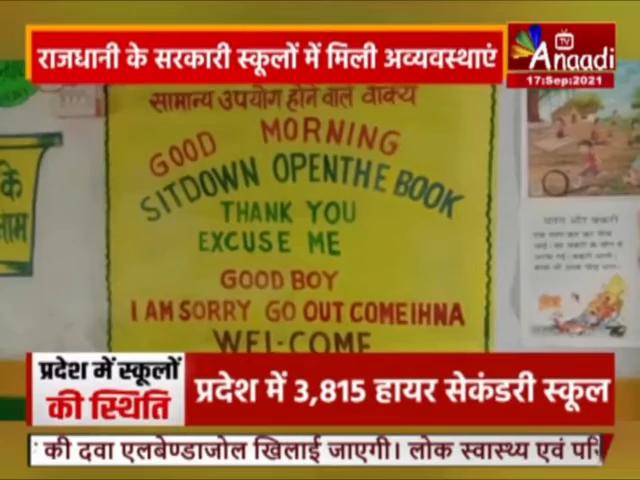 राजधानी के सरकारी स्कूलों में मिली अव्यवस्थाएं
TV
Anaadi
17:Sep:2021
सामान्य उपयोग होने वाले वाक्य
GOOD MORNING
SITDOWN OPENTHE BOOK
THANK YOU
EXCUSE ME
GOOD BOY
I AM SORRY GO OUT COMEIHNA
WEL-COME
के
नाम
प्रदेश में स्कूलों
की स्थिति
प्रदेश में 3,815 हायर सेकंडरी स्कूल
की दवा एलबेण्डाजोल खिलाई जाएगी। लोक स्वास्थ्य एवं